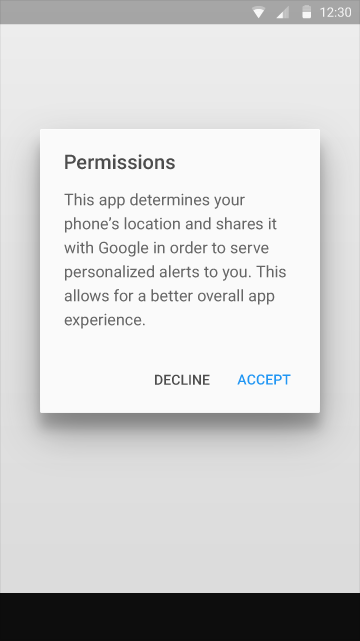 12:30
Permissions
This app determines your
phone’s location and shares it
with Google in order to serve
personalized alerts to you. This
allows for a better overall app
experience.
DECLINE ACCEPT